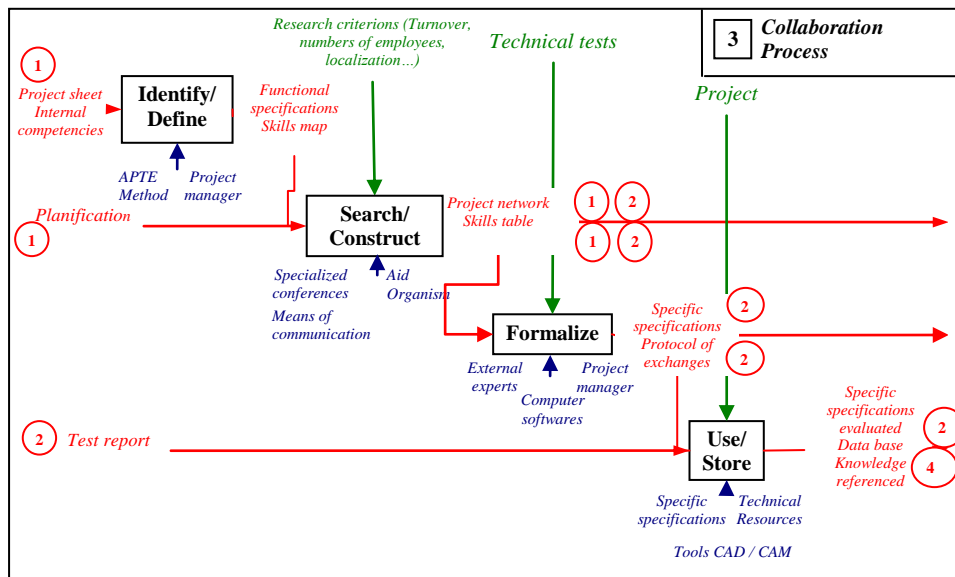 3
Collaboration
Process
Research criterions (Turnover,
numbers of employees,
localization…)
Technical tests
Project
1
Project sheet
Internal
competencies
Identify/
Define
Functional
specifications
Skills map
APTE
Method
Project
manager
Planification
1
Search/
Construct
Project network
Skills table
1
2
1
2
Specialized
conferences
Aid
Organism
Means of
communication
Formalize
Specific
specifications
Protocol of
exchanges
2
2
External
experts
Project
manager
Computer
softwares
2
Test report
Use/
Store
Specific
specifications
evaluated
Data base
Knowledge
referenced
2
4
Specific
specifications
Technical
Resources
Tools CAD / CAM